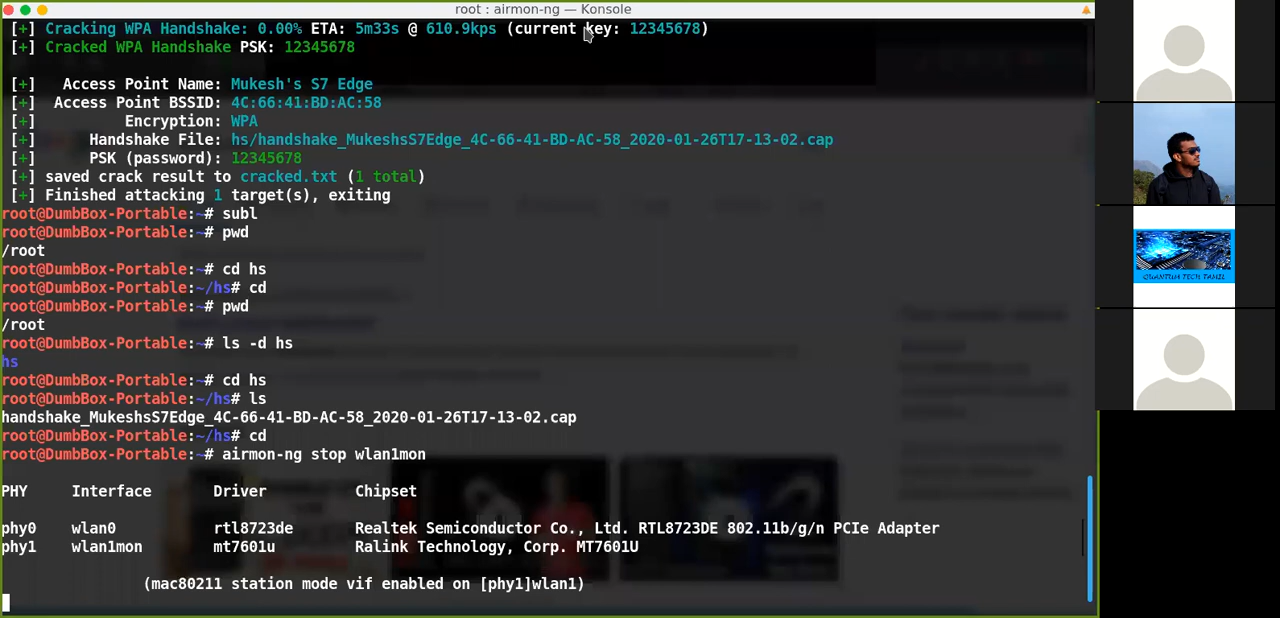 root : airmon-ng — Konsole
[+] Cracking WPA Handshake: 0.00% ETA: 5m33s @ 610.9kps (current key: 12345678)
[+] Cracked WPA Handshake PSK: 12345678
[+] Access Point Name: Mukesh's S7 Edge
[+] Access Point BSSID: 4C:66:41:BD:AC:58
[+] Encryption: WPA
[+] Handshake File: hs/handshake_MukeshsS7Edge_4C-66-41-BD-AC-58_2020-01-26T17-13-02.cap
[+] PSK (password): 12345678
[+] saved crack result to cracked.txt (1 total)
[+] Finished attacking 1 target(s), exiting
root@DumbBox-Portable:~# subl
root@DumbBox-Portable:~# pwd
/root
root@DumbBox-Portable:~# cd hs
root@DumbBox-Portable:~/hs# cd
root@DumbBox-Portable:~# pwd
/root
root@DumbBox-Portable:~# ls -d hs
hs
root@DumbBox-Portable:~# cd hs
root@DumbBox-Portable:~/hs# ls
handshake_MukeshsS7Edge_4C-66-41-BD-AC-58_2020-01-26T17-13-02.cap
root@DumbBox-Portable:~/hs# cd
root@DumbBox-Portable:~# airmon-ng stop wlan1mon
PHY Interface Driver Chipset
phy0 wlan0 rtl8723de Realtek Semiconductor Co., Ltd. RTL8723DE 802.11b/g/n PCIe Adapter
phy1 wlan1mon mt7601u Ralink Technology, Corp. MT7601U
(mac80211 station mode vif enabled on [phy1]wlan1)
QUANTUM TECH TAMIL